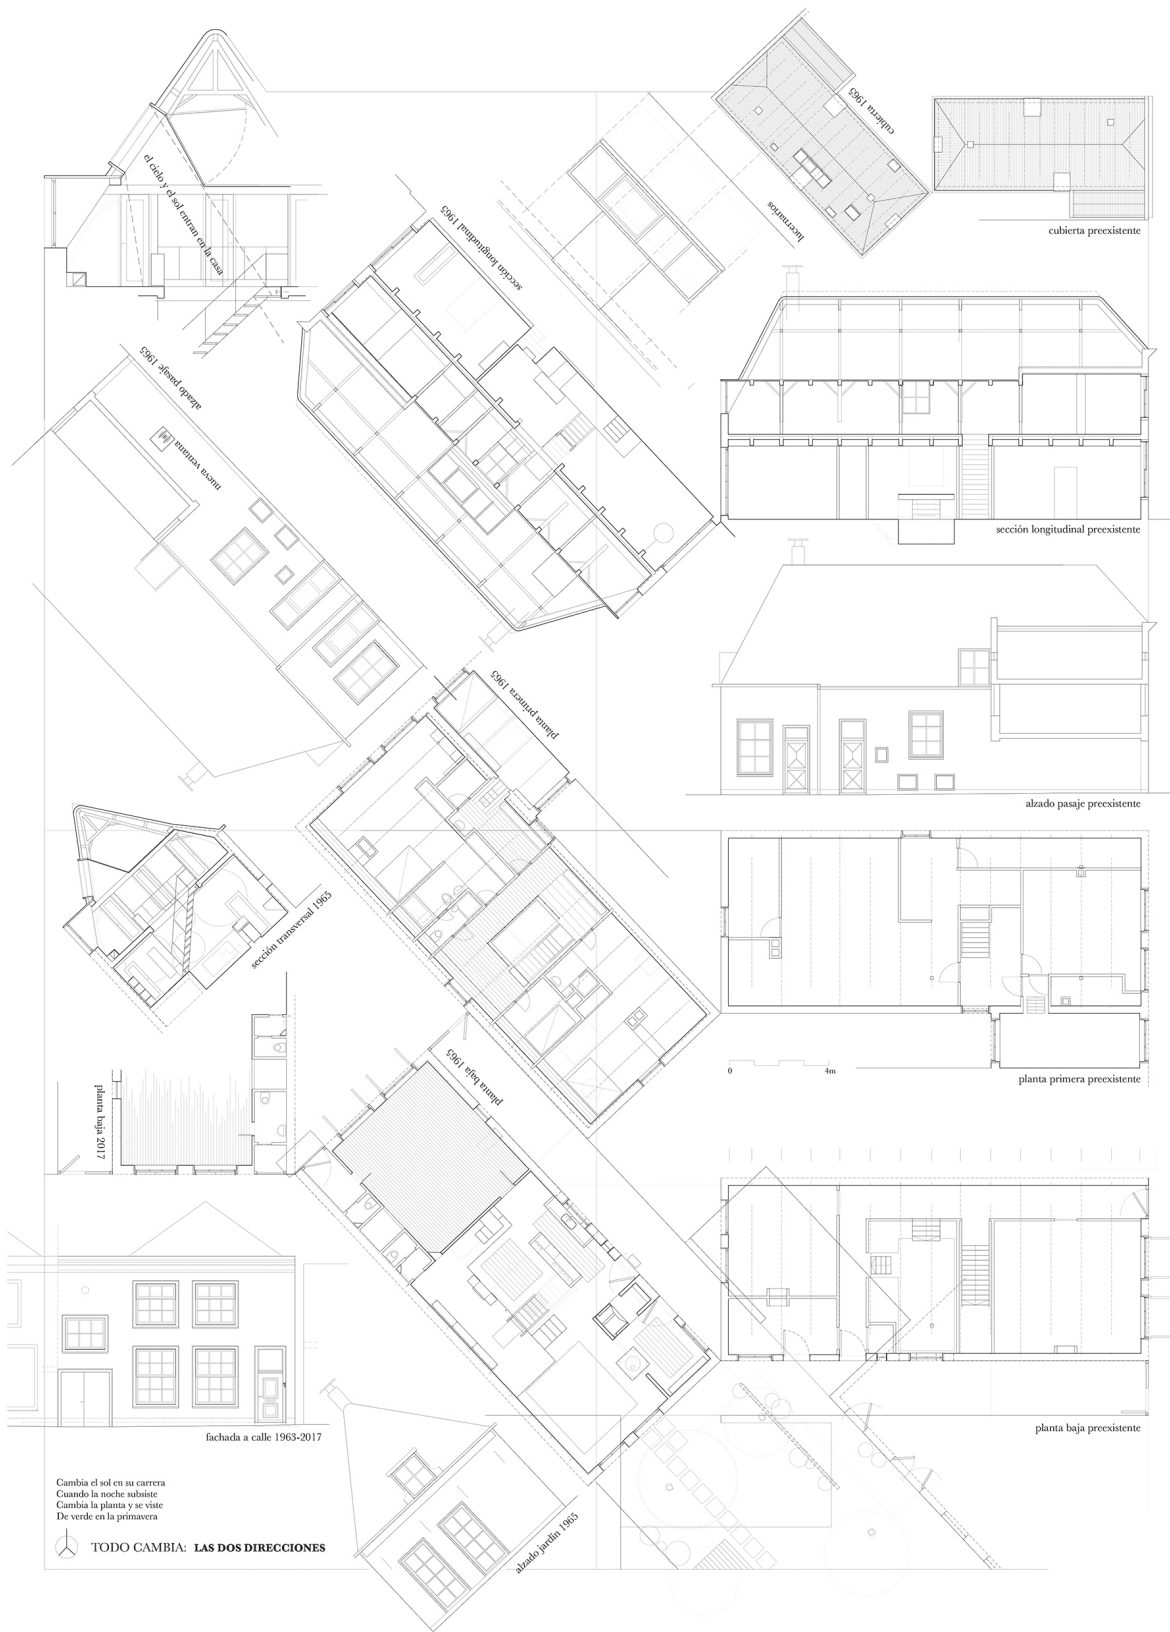 cubierta 1965
cubierta preexistente
lucernarios
el cielo y el sol entran en la casa
sección longitudinal 1965
alzado pasaje 1965
nueva ventana
sección longitudinal preexistente
planta primera 1965
alzado pasaje preexistente
sección transversal 1965
planta baja 1965
0 4m
planta primera preexistente
planta baja 2017
fachada a calle 1963-2017
planta baja preexistente
alzado jardín 1965
Cambia el sol en su carrera
Cuando la noche subsiste
Cambia la planta y se viste
De verde en la primavera
TODO CAMBIA: LAS DOS DIRECCIONES